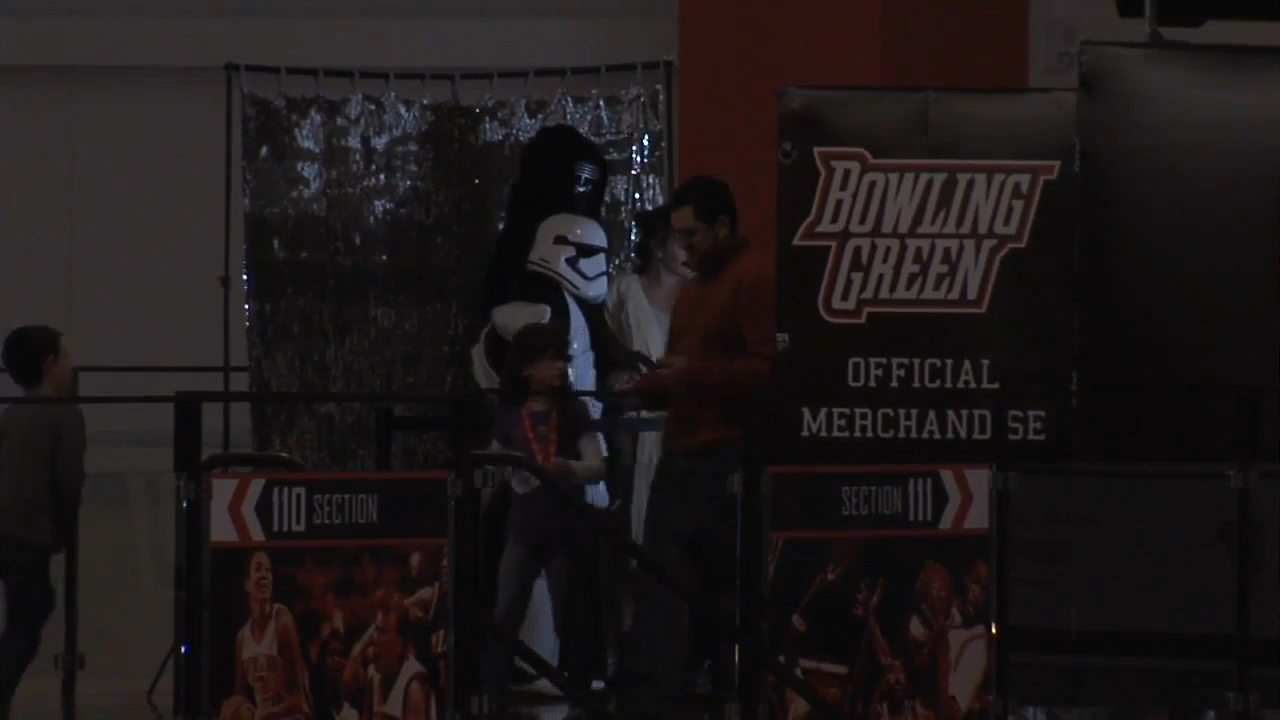 BOWLING
GREEN
OFFICIAL
MERCHAND SE
110 SECTION
SECTION 111